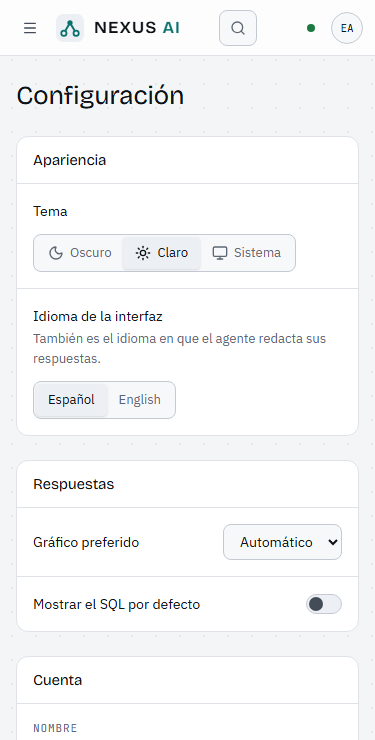 NEXUS AI
EA
Configuración
Apariencia
Tema
Oscuro
Claro
Sistema
Idioma de la interfaz
También es el idioma en que el agente redacta sus
respuestas.
Español
English
Respuestas
Gráfico preferido
Automático
Mostrar el SQL por defecto
Cuenta
NOMBRE